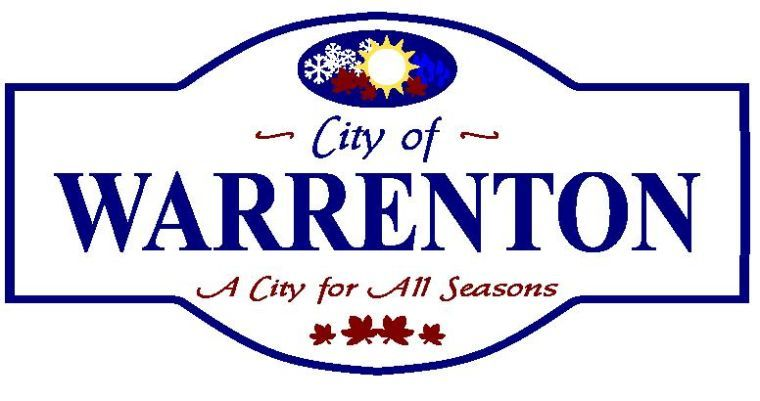 City of
WARRENTON
A City for All Seasons